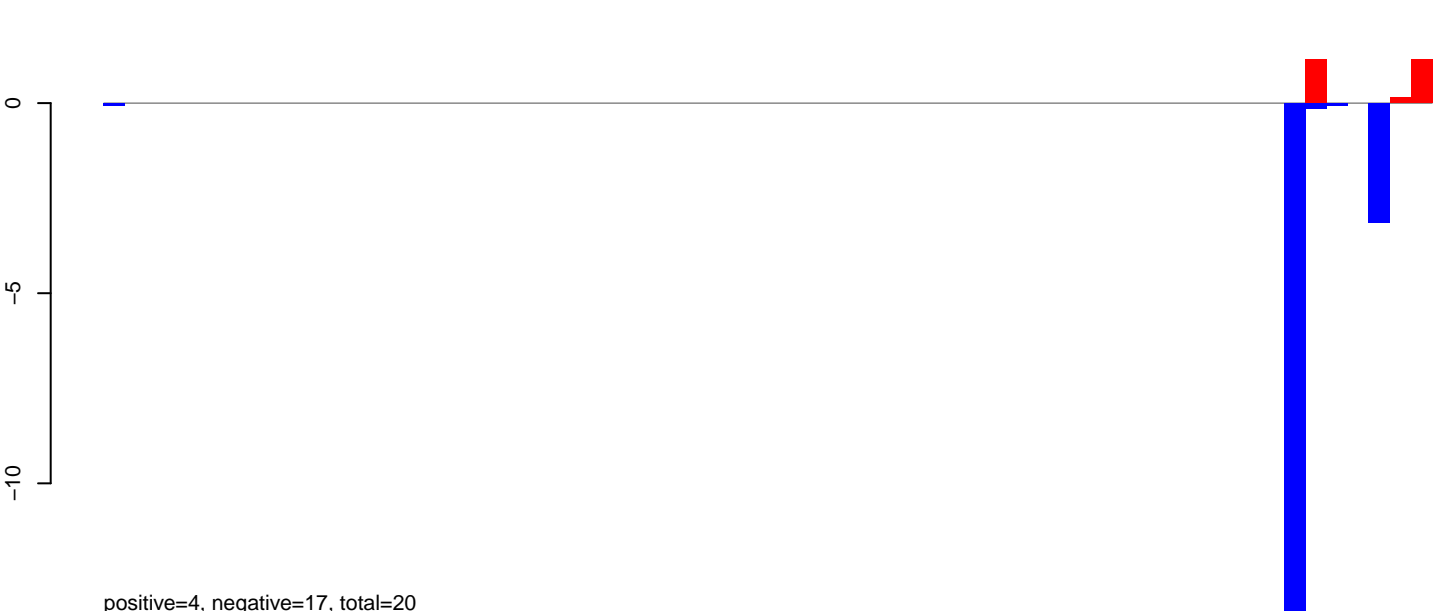 0
−5
−10
positive=4, negative=17, total=20